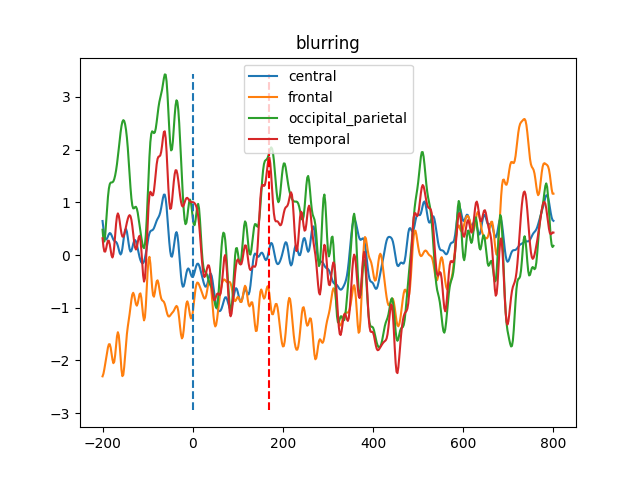 blurring
central
frontal
occipital_parietal
temporal
3
2
1
0
−1
−2
−3
−200 0 200 400 600 800